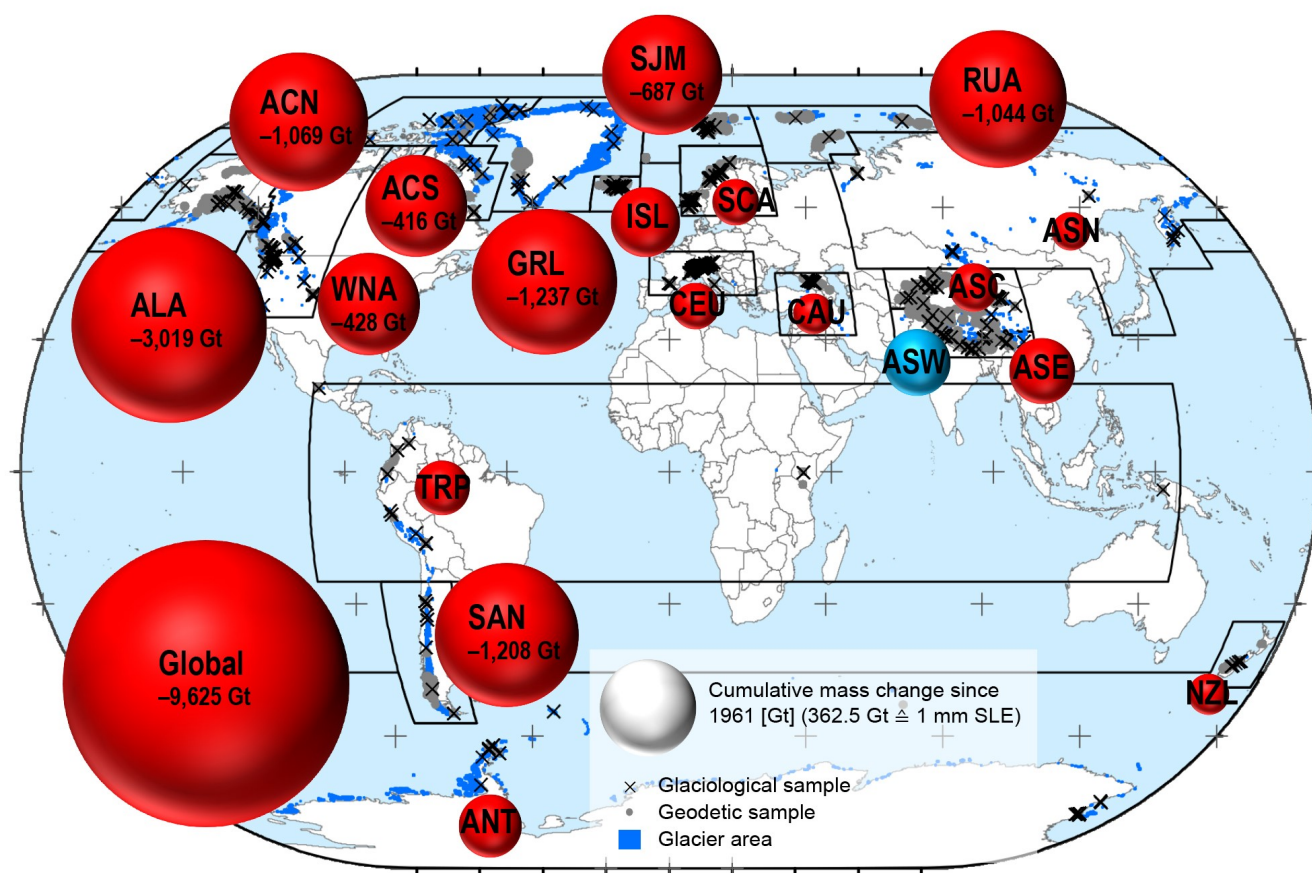 SJM
–687 Gt
RUA
–1,044 Gt
ACN
–1,069 Gt
ACS
–416 Gt
ISL
SCA
ASN
GRL
–1,237 Gt
ALA
–3,019 Gt
WNA
–428 Gt
CEU
CAU
ASC
ASW
ASE
TRP
SAN
–1,208 Gt
Global
–9,625 Gt
NZL
ANT
Cumulative mass change since
1961 [Gt] (362.5 Gt ≙ 1 mm SLE)
Glaciological sample
Geodetic sample
Glacier area